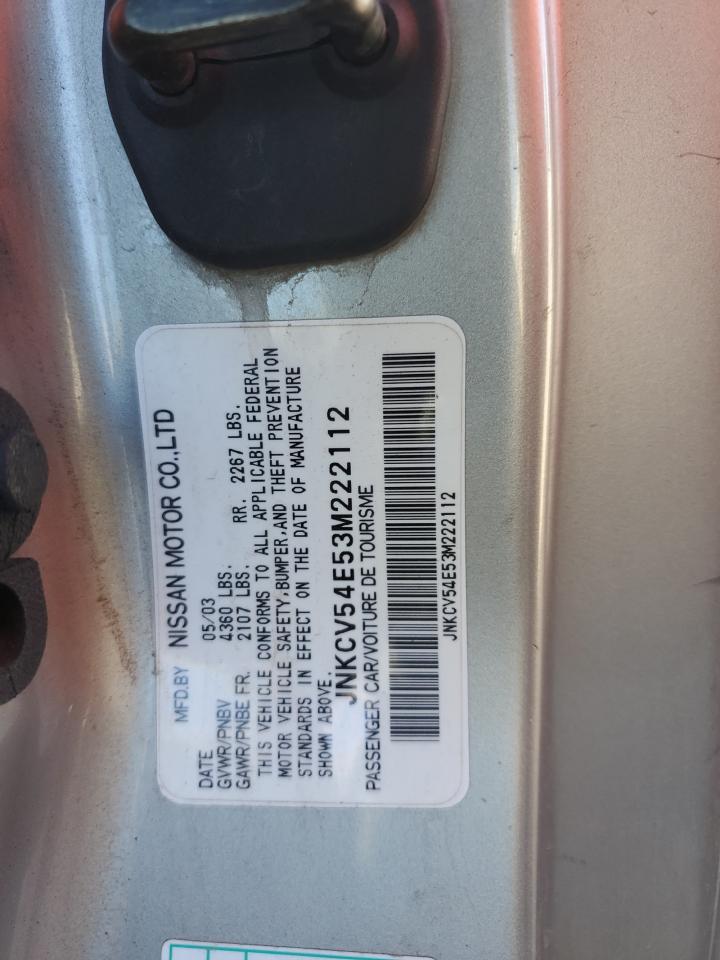 MFD.BY NISSAN MOTOR CO.,LTD
DATE 05/03
GVWR/PNBV 4360 LBS.
GAWR/PNBE FR. 2107 LBS. RR. 2267 LBS.
THIS VEHICLE CONFORMS TO ALL APPLICABLE FEDERAL
MOTOR VEHICLE SAFETY,BUMPER,AND THEFT PREVENTION
STANDARDS IN EFFECT ON THE DATE OF MANUFACTURE
SHOWN ABOVE.
JNKCV54E53M222112
PASSENGER CAR/VOITURE DE TOURISME
JNKCV54E53M222112